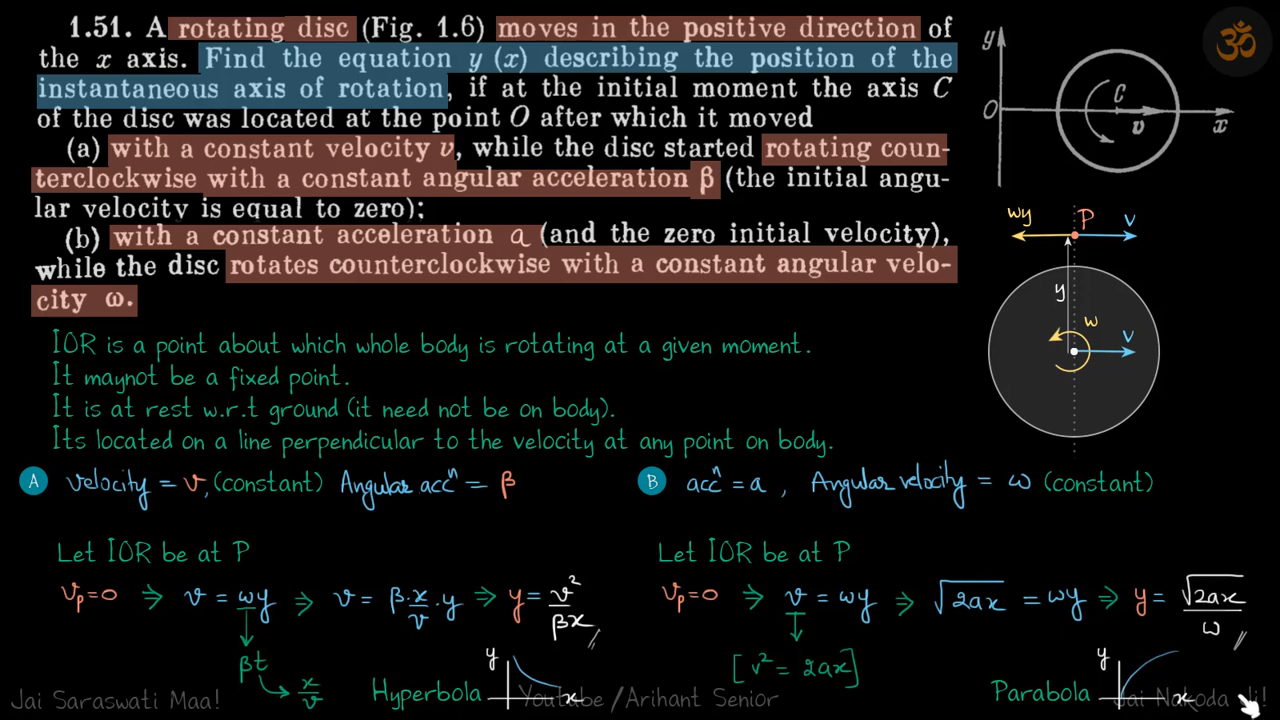 1.51. A rotating disc (Fig. 1.6) moves in the positive direction of
the x axis. Find the equation y (x) describing the position of the
instantaneous axis of rotation, if at the initial moment the axis C
of the disc was located at the point O after which it moved
(a) with a constant velocity v, while the disc started rotating coun-
terclockwise with a constant angular acceleration β (the initial angu-
lar velocity is equal to zero);
(b) with a constant acceleration a (and the zero initial velocity),
while the disc rotates counterclockwise with a constant angular velo-
city ω.
y
O
C
v
x
ॐ
wy P v
y
w
v
IOR is a point about which whole body is rotating at a given moment.
It maynot be a fixed point.
It is at rest w.r.t ground (it need not be on body).
Its located on a line perpendicular to the velocity at any point on body.
A velocity = v, (constant) Angular accⁿ = β
Let IOR be at P
v_P=0 ⇒ v = ωy ⇒ v = β·x/v·y ⇒ y = v²/βx
βt
x/v
Hyperbola y x
B accⁿ = a, Angular velocity = ω (constant)
Let IOR be at P
v_P=0 ⇒ v = ωy ⇒ √2ax = ωy ⇒ y = √2ax/ω
[v² = 2ax]
Parabola y x
Jai Saraswati Maa! Youtube /Arihant Senior Jai Nakoda Ji!